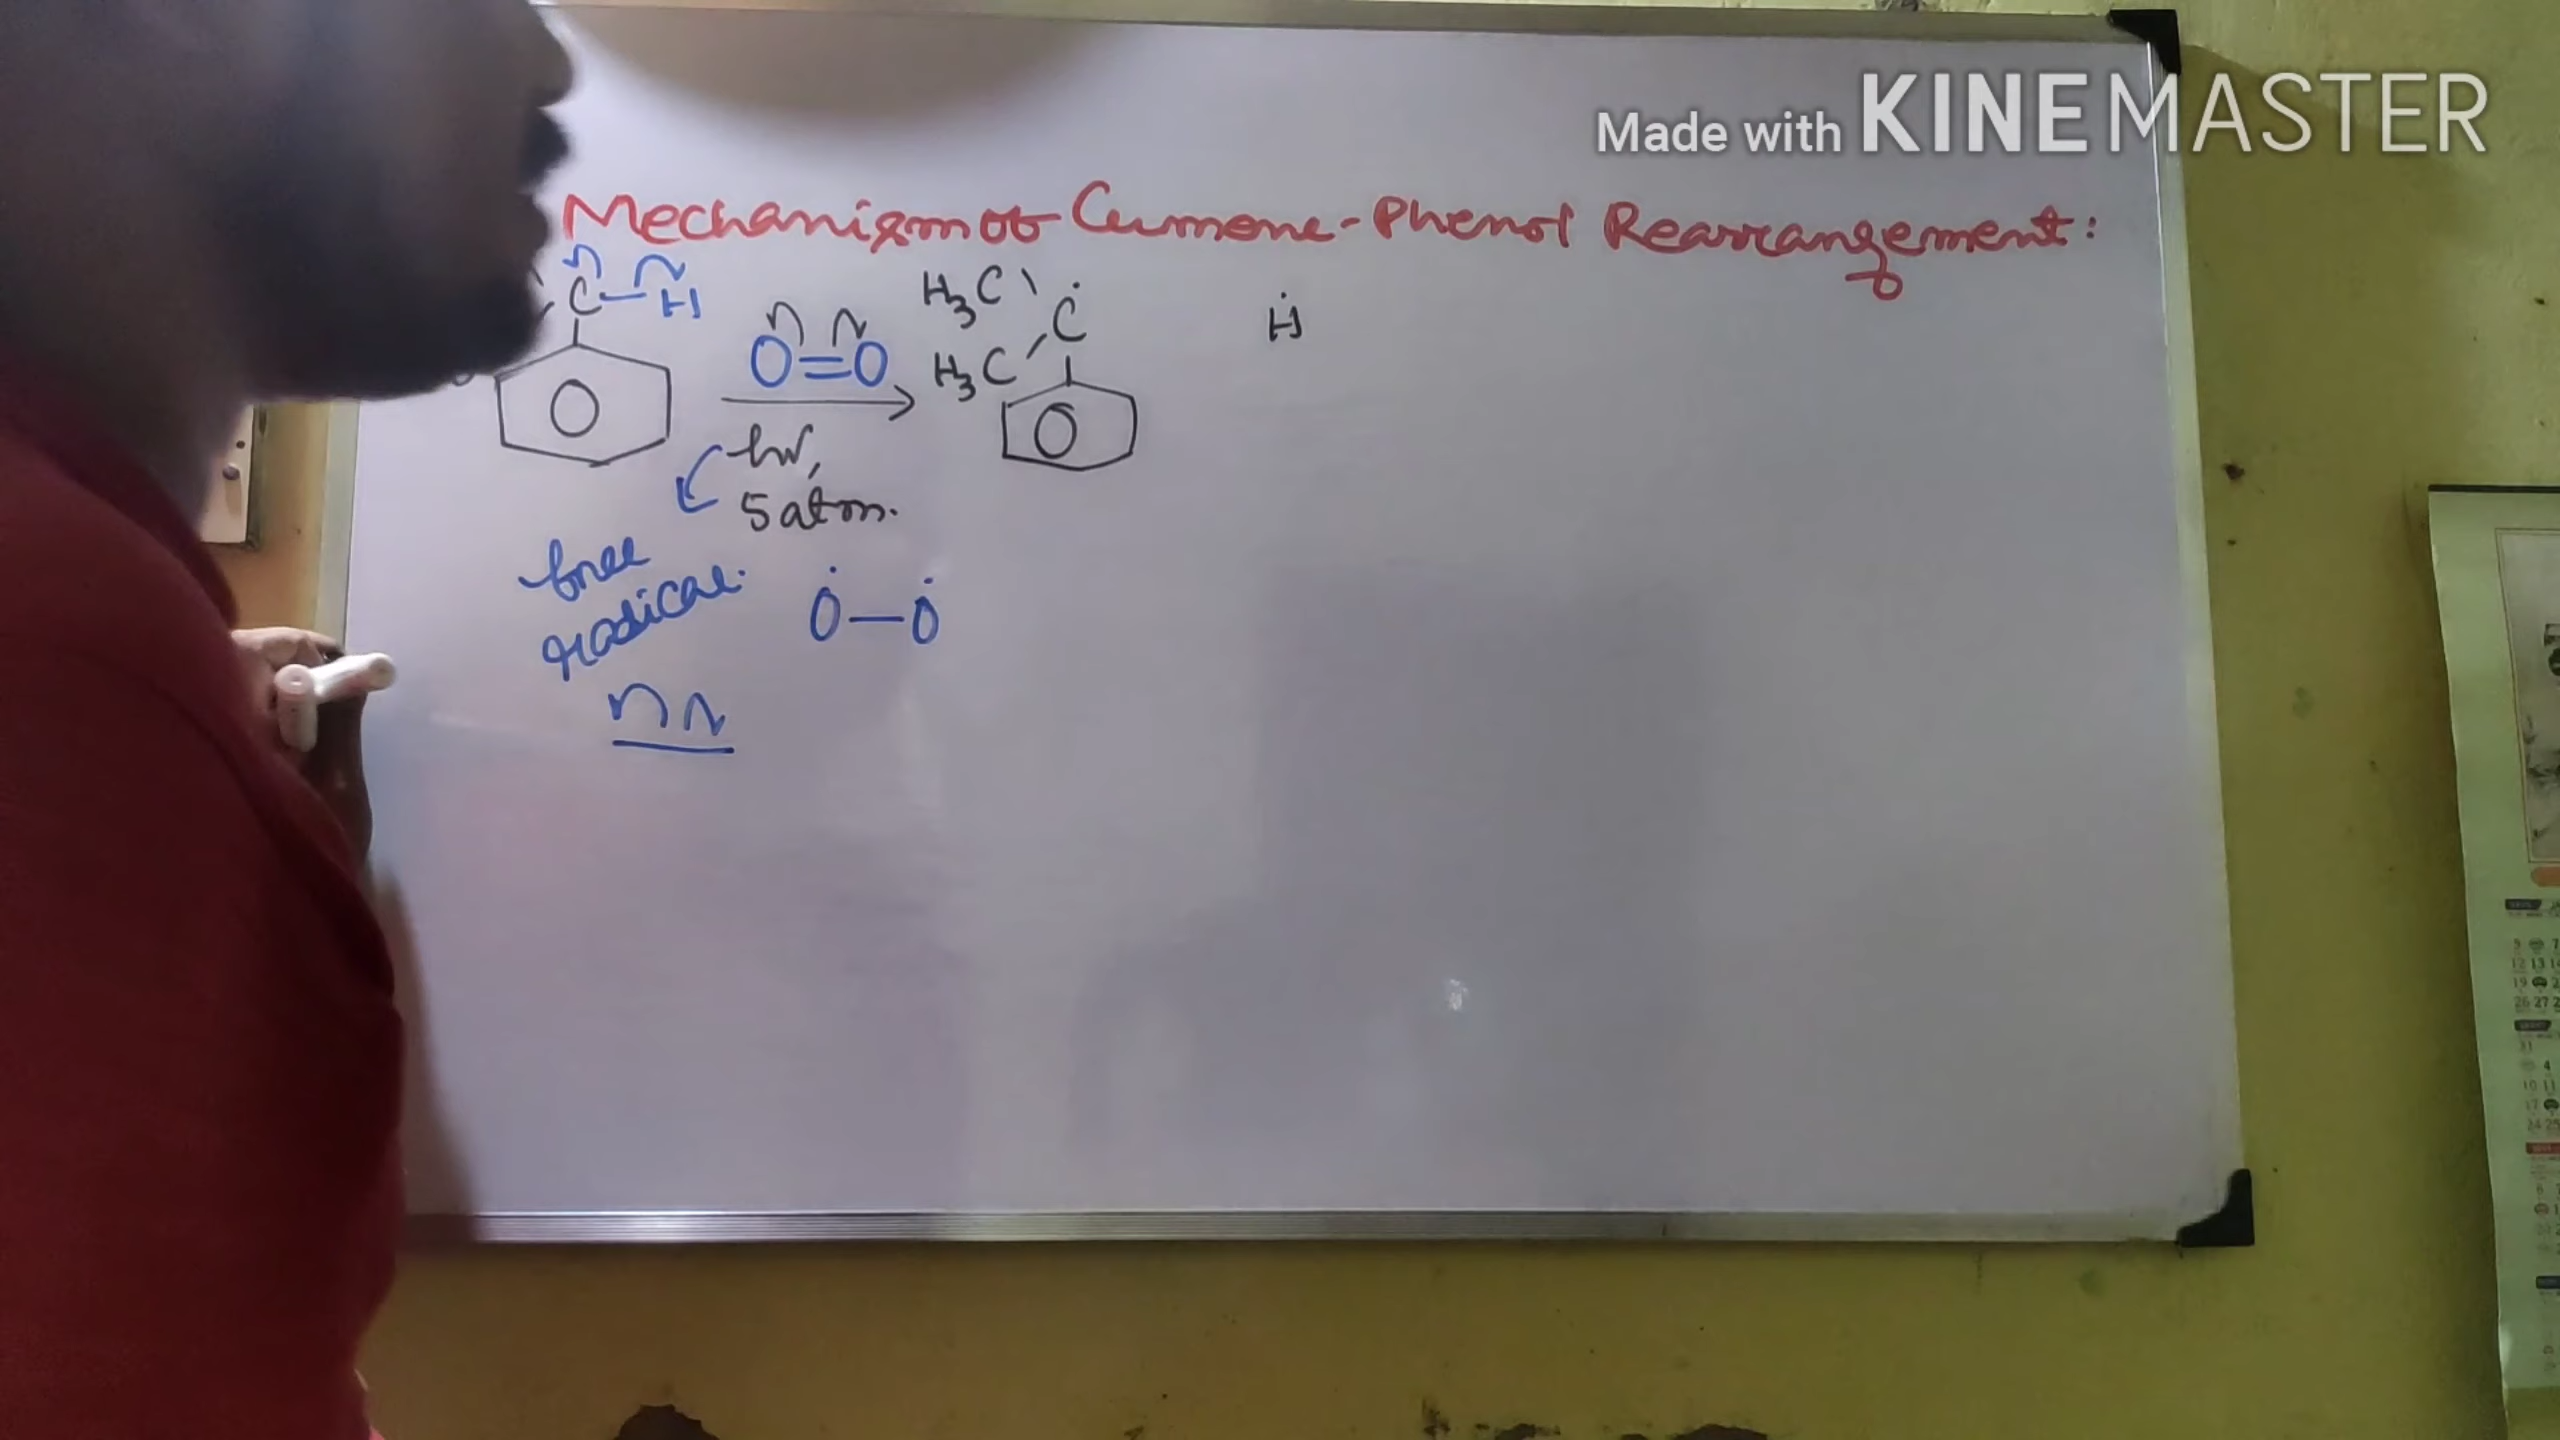 Made with KINEMASTER
Mechanism of Cumene-Phenol Rearrangement:
C—H
O=O
hν,
5 atm.
H3C
H3C
Ċ
Ḣ
free
radical.
Ȯ—Ȯ